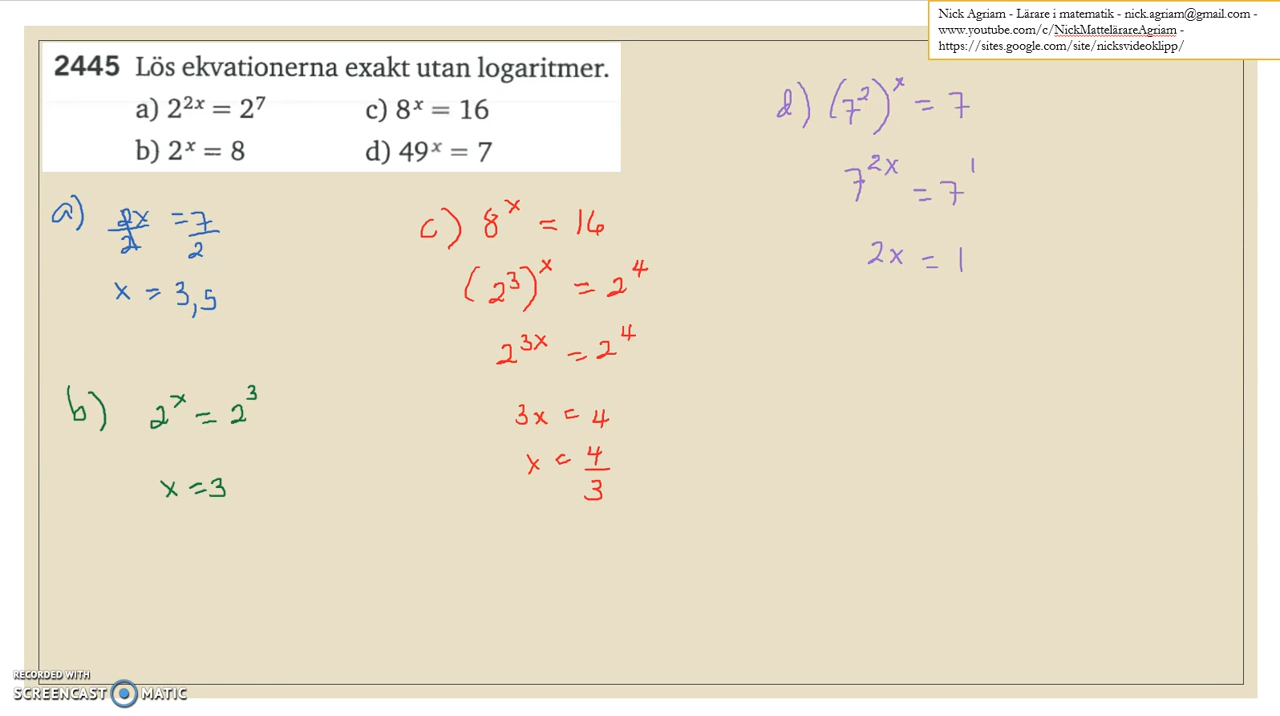 Nick Agriam - Lärare i matematik - nick.agriam@gmail.com -
www.youtube.com/c/NickMattelärareAgriam -
https://sites.google.com/site/nicksvideoklipp/
2445 Lös ekvationerna exakt utan logaritmer.
a) 2^{2x} = 2^7
c) 8^x = 16
b) 2^x = 8
d) 49^x = 7
a) 2x/2 = 7/2
x = 3,5
b) 2^x = 2^3
x = 3
c) 8^x = 16
(2^3)^x = 2^4
2^{3x} = 2^4
3x = 4
x = 4/3
d) (7^2)^x = 7
7^{2x} = 7^1
2x = 1
RECORDED WITH
SCREENCAST MATIC